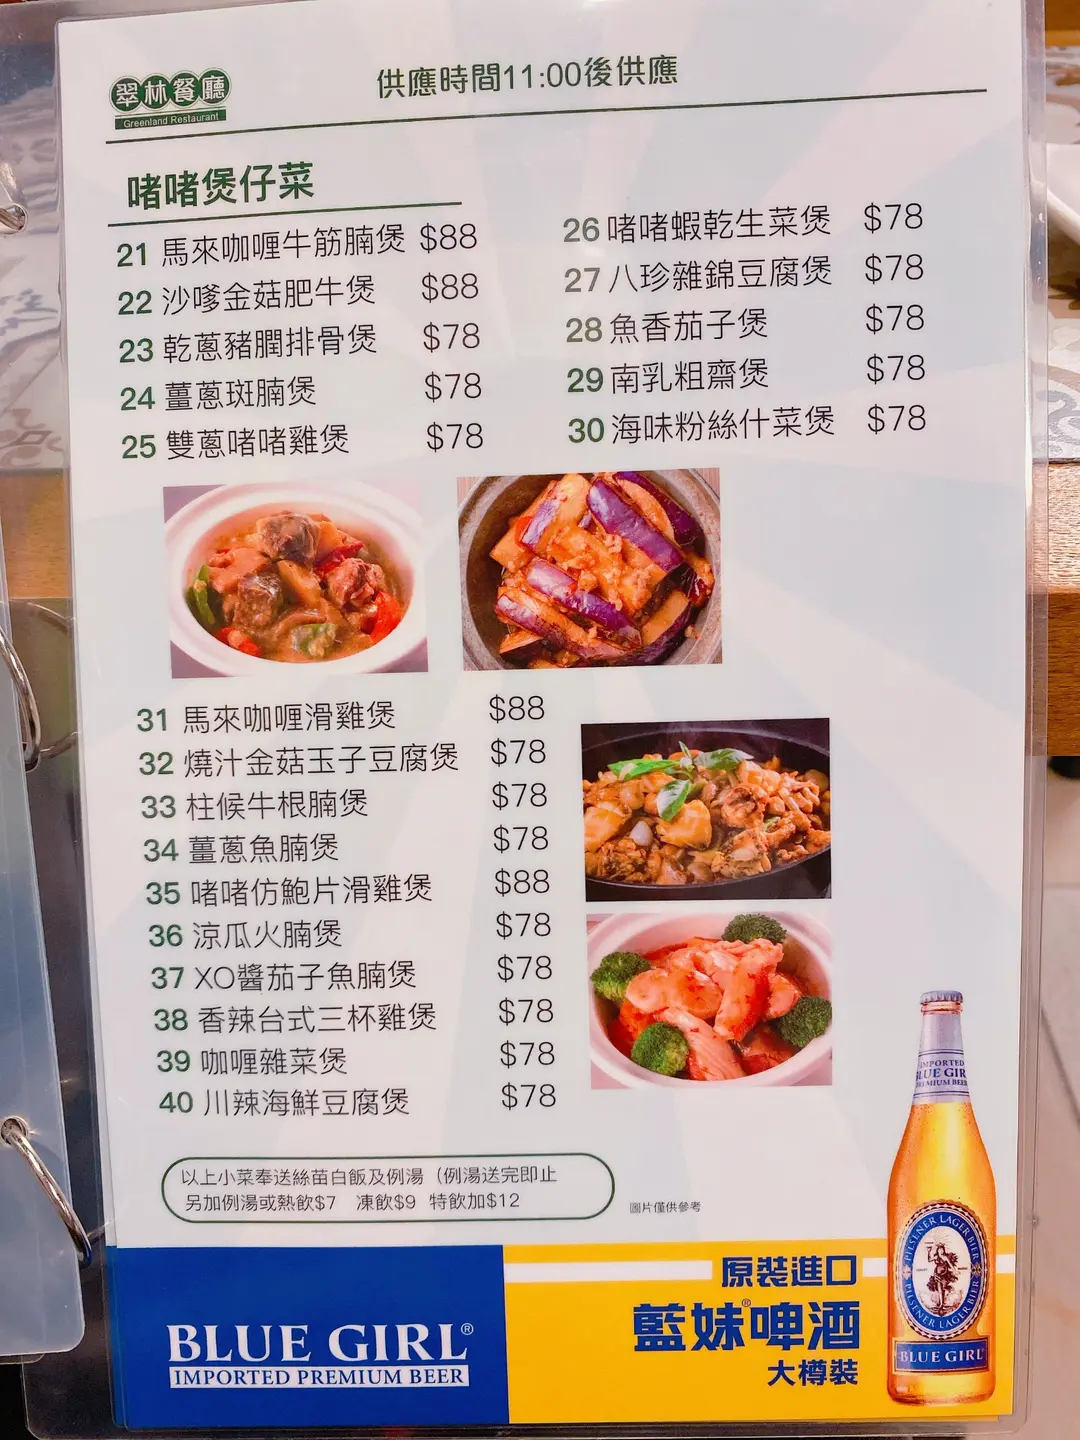 翠林餐廳
Greenland Restaurant
供應時間11:00後供應
啫啫煲仔菜
21 馬來咖喱牛筋腩煲 $88
22 沙嗲金菇肥牛煲 $88
23 乾蔥豬膶排骨煲 $78
24 薑蔥斑腩煲 $78
25 雙蔥啫啫雞煲 $78
26 啫啫蝦乾生菜煲 $78
27 八珍雜錦豆腐煲 $78
28 魚香茄子煲 $78
29 南乳粗齋煲 $78
30 海味粉絲什菜煲 $78
31 馬來咖喱滑雞煲 $88
32 燒汁金菇玉子豆腐煲 $78
33 柱候牛根腩煲 $78
34 薑蔥魚腩煲 $78
35 啫啫仿鮑片滑雞煲 $88
36 涼瓜火腩煲 $78
37 XO醬茄子魚腩煲 $78
38 香辣台式三杯雞煲 $78
39 咖喱雜菜煲 $78
40 川辣海鮮豆腐煲 $78
以上小菜奉送絲苗白飯及例湯（例湯送完即止
另加例湯或熱飲$7 凍飲$9 特飲加$12
圖片僅供參考
BLUE GIRL®
IMPORTED PREMIUM BEER
原裝進口
藍妹®啤酒
大樽裝
IMPORTED
BLUE GIRL
PREMIUM BEER
PILSENER LAGER BIER
PILSENER LAGER BIER
BLUE GIRL